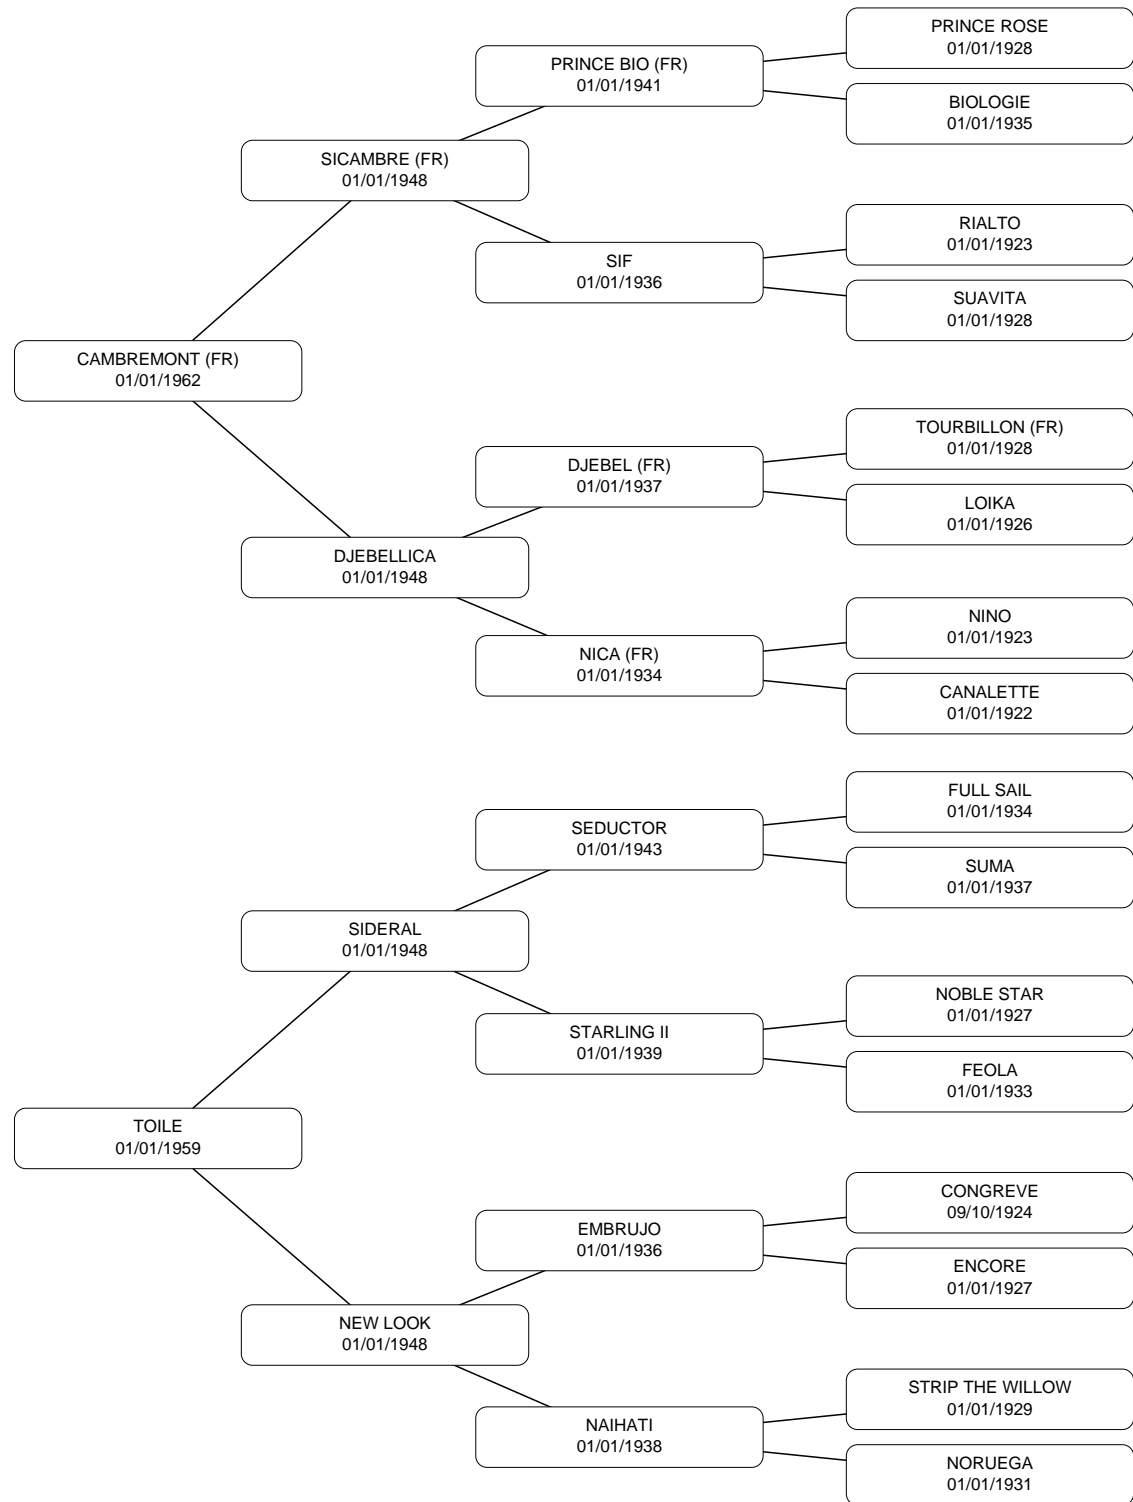 PRINCE ROSE
01/01/1928
PRINCE BIO (FR)
01/01/1941
BIOLOGIE
01/01/1935
SICAMBRE (FR)
01/01/1948
RIALTO
01/01/1923
SIF
01/01/1936
SUAVITA
01/01/1928
CAMBREMONT (FR)
01/01/1962
TOURBILLON (FR)
01/01/1928
DJEBEL (FR)
01/01/1937
LOIKA
01/01/1926
DJEBELLICA
01/01/1948
NINO
01/01/1923
NICA (FR)
01/01/1934
CANALETTE
01/01/1922
FULL SAIL
01/01/1934
SEDUCTOR
01/01/1943
SUMA
01/01/1937
SIDERAL
01/01/1948
NOBLE STAR
01/01/1927
STARLING II
01/01/1939
FEOLA
01/01/1933
TOILE
01/01/1959
CONGREVE
09/10/1924
EMBRUJO
01/01/1936
ENCORE
01/01/1927
NEW LOOK
01/01/1948
STRIP THE WILLOW
01/01/1929
NAIHATI
01/01/1938
NORUEGA
01/01/1931